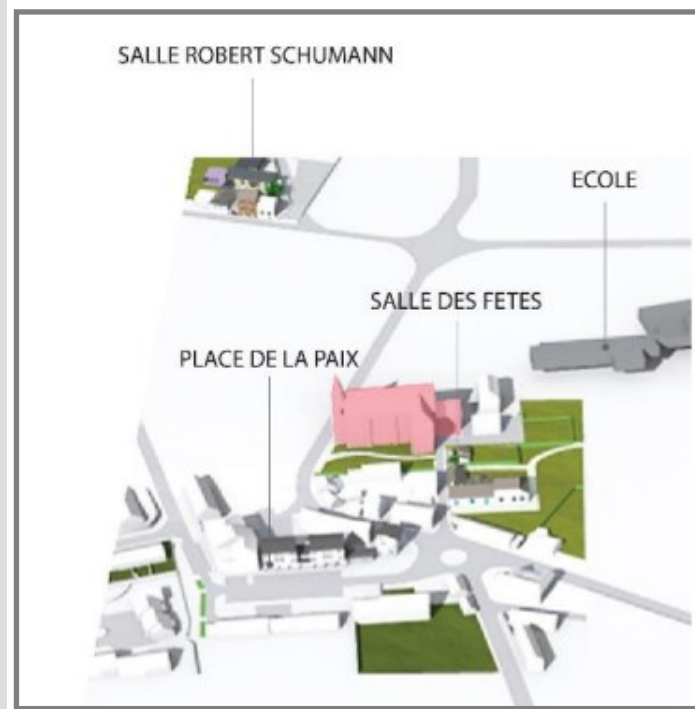 SALLE ROBERT SCHUMANN
ECOLE
SALLE DES FETES
PLACE DE LA PAIX